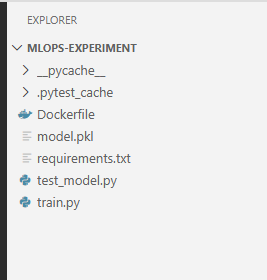 EXPLORER
MLOPS-EXPERIMENT
__pycache__
.pytest_cache
Dockerfile
model.pkl
requirements.txt
test_model.py
train.py